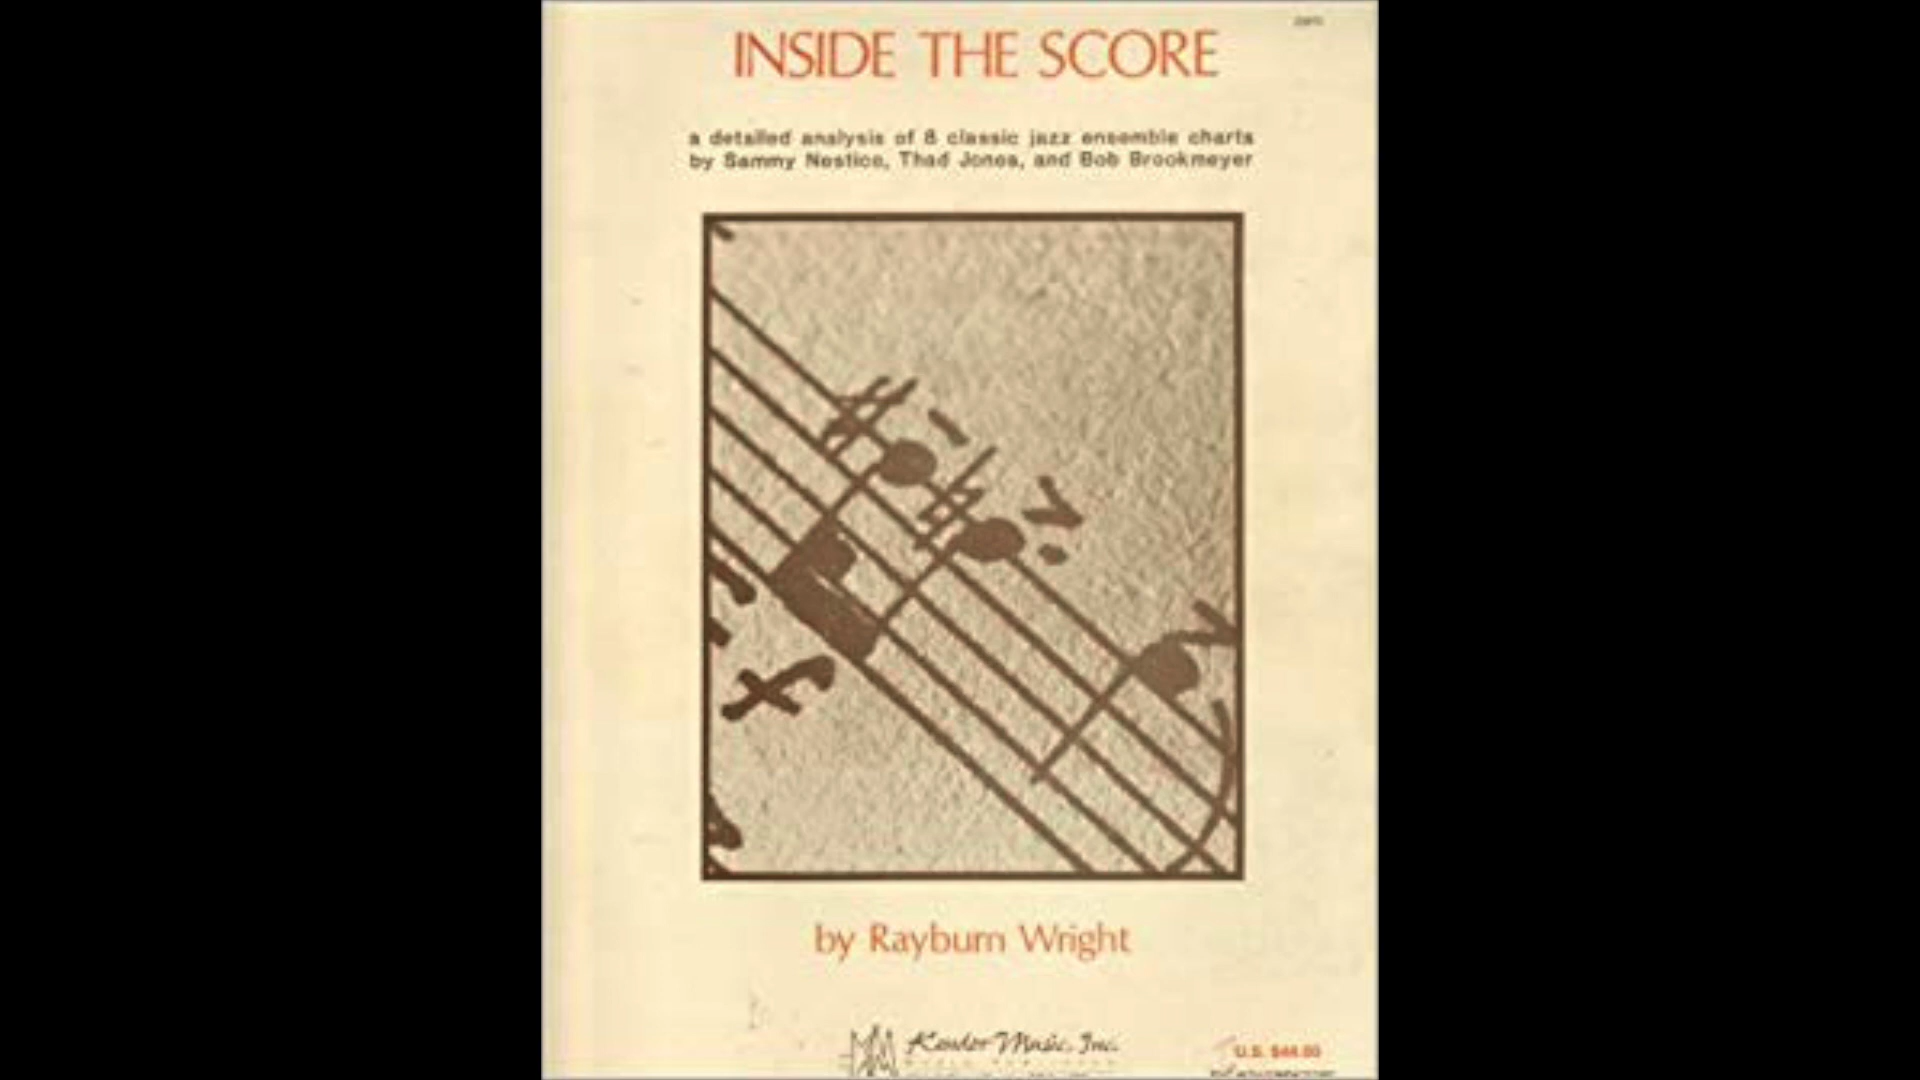 INSIDE THE SCORE
a detailed analysis of 8 classic jazz ensemble charts
by Sammy Nestico, Thad Jones, and Bob Brookmeyer
f
by Rayburn Wright
Kendor Music, Inc.
U.S. $44.00